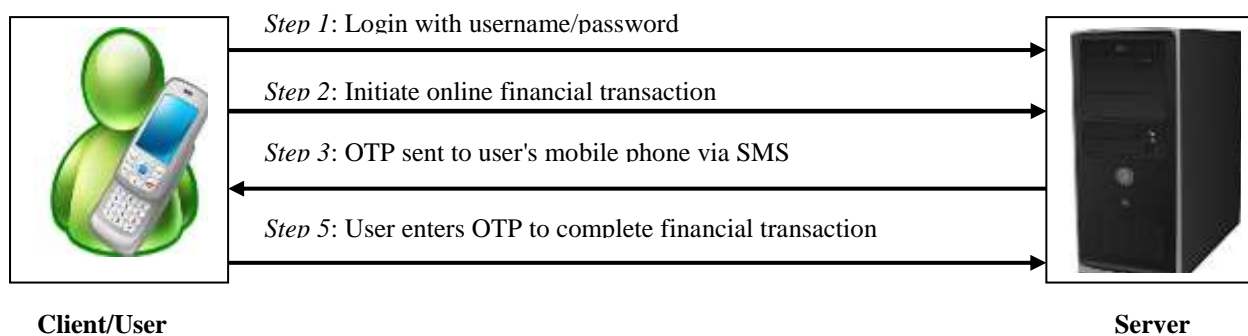 Step 1: Login with username/password
Step 2: Initiate online financial transaction
Step 3: OTP sent to user's mobile phone via SMS
Step 5: User enters OTP to complete financial transaction
Client/User
Server